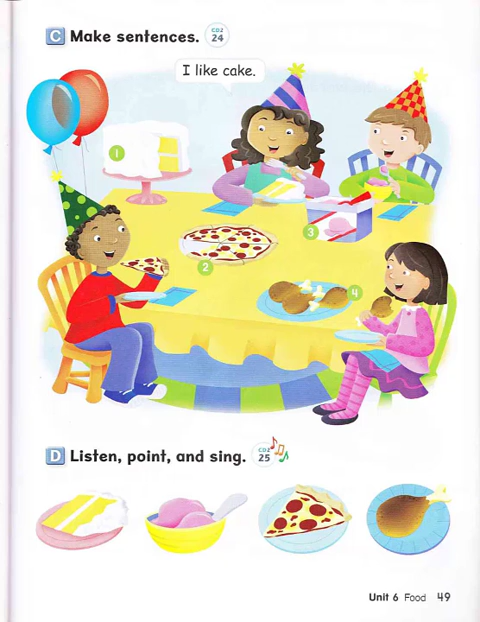 C Make sentences. CD2 24
I like cake.
1
2
3
4
D Listen, point, and sing. CD2 25
Unit 6 Food 49